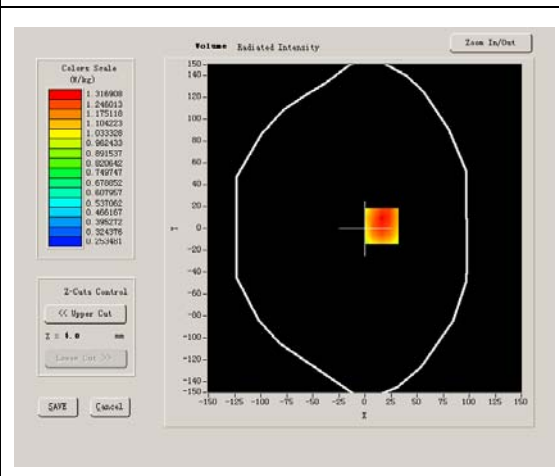 Volume Radiated Intensity
Zoom In/Out
Colors Scale
(W/kg)
1.316908
1.246013
1.175118
1.104223
1.033328
0.962433
0.891537
0.820642
0.749747
0.678852
0.607957
0.537062
0.466167
0.395272
0.324376
0.253481
Z-Cuts Control
<< Upper Cut
Z = 4.0 mm
Lower Cut >>
SAVE
Cancel
150
140
120
100
80
60
40
20
0
-20
-40
-60
-80
-100
-120
-140
-150
Y
-150 -125 -100 -75 -50 -25 0 25 50 75 100 125 150
X